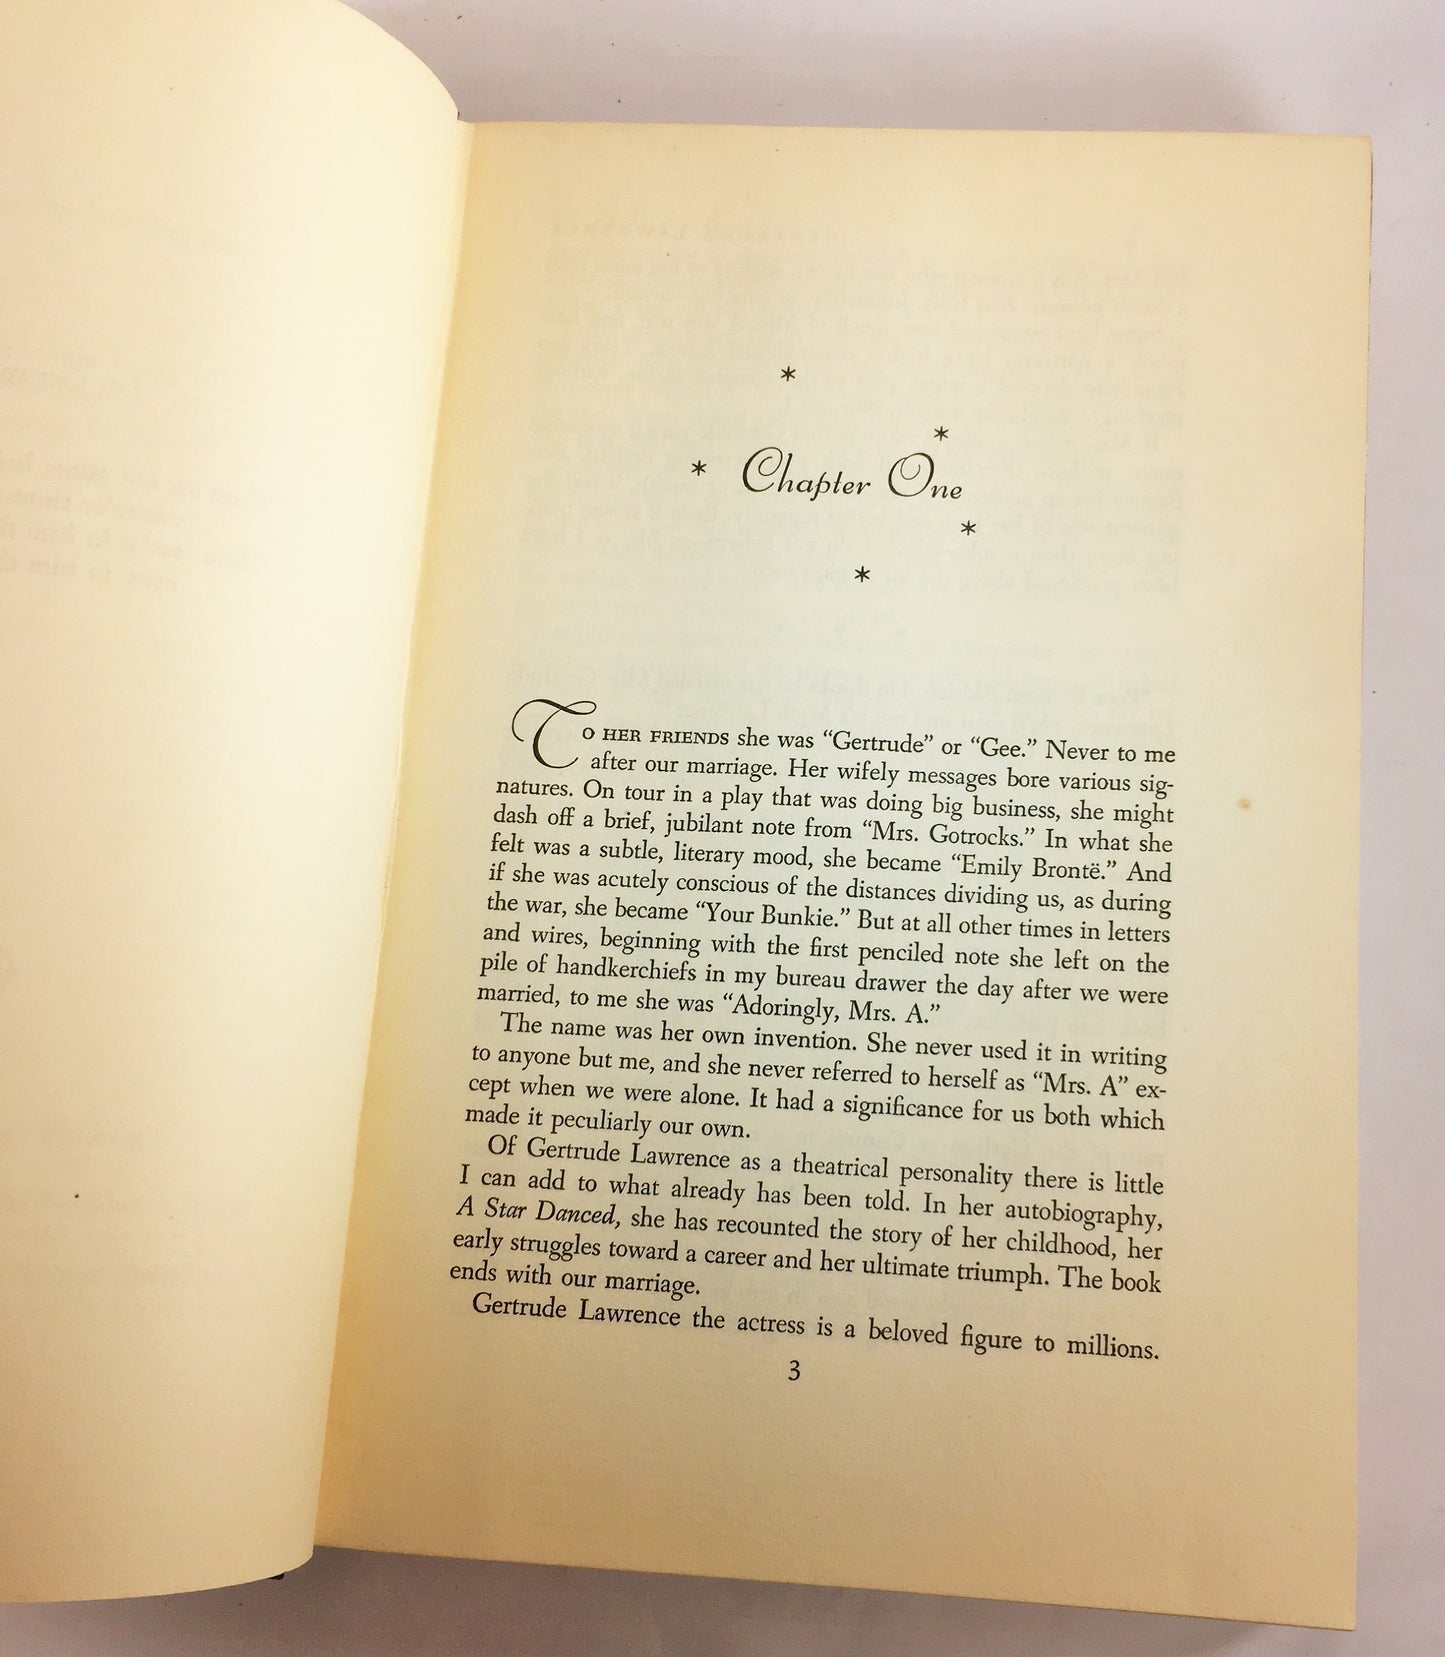 Chapter One
TO HER FRIENDS she was “Gertrude” or “Gee.” Never to me
after our marriage. Her wifely messages bore various sig-
natures. On tour in a play that was doing big business, she might
dash off a brief, jubilant note from “Mrs. Gotrocks.” In what she
felt was a subtle, literary mood, she became “Emily Brontë.” And
if she was acutely conscious of the distances dividing us, as during
the war, she became “Your Bunkie.” But at all other times in letters
and wires, beginning with the first penciled note she left on the
pile of handkerchiefs in my bureau drawer the day after we were
married, to me she was “Adoringly, Mrs. A.”
The name was her own invention. She never used it in writing
to anyone but me, and she never referred to herself as “Mrs. A” ex-
cept when we were alone. It had a significance for us both which
made it peculiarly our own.
Of Gertrude Lawrence as a theatrical personality there is little
I can add to what already has been told. In her autobiography,
A Star Danced, she has recounted the story of her childhood, her
early struggles toward a career and her ultimate triumph. The book
ends with our marriage.
Gertrude Lawrence the actress is a beloved figure to millions.
3